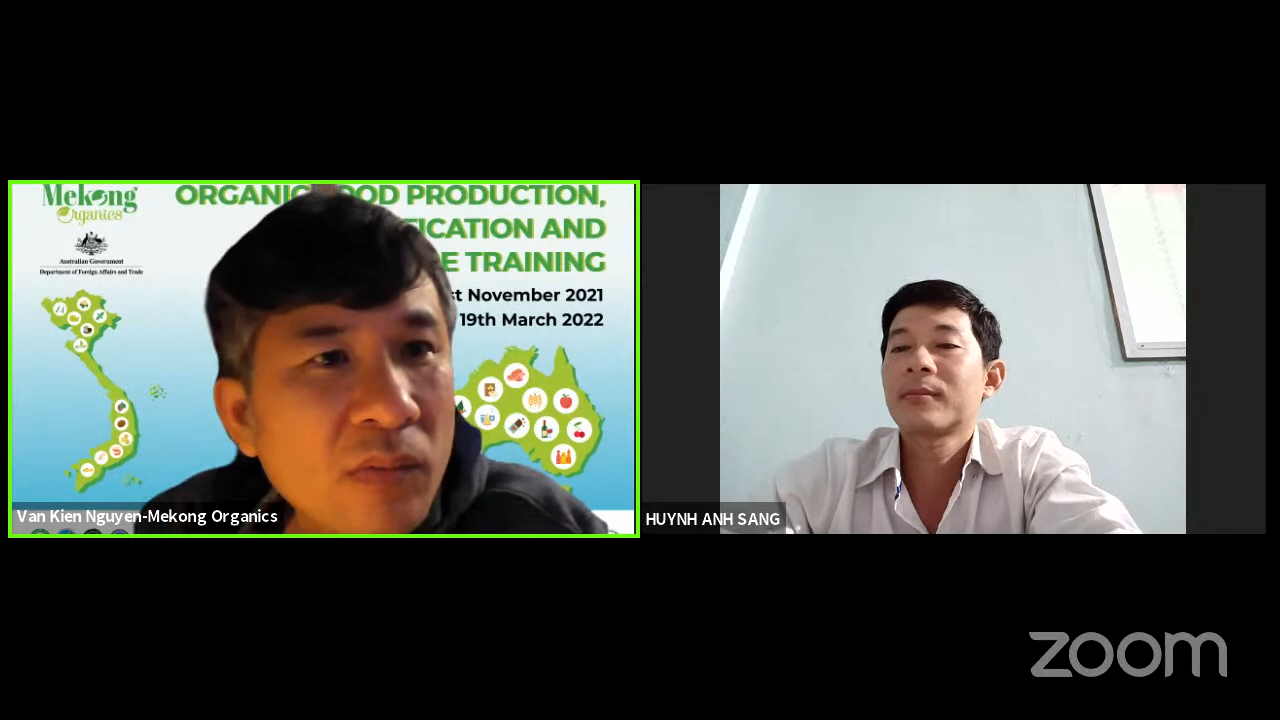 Mekong
Organics
Australian Government
Department of Foreign Affairs and Trade
ORGANIC FOOD PRODUCTION,
FICATION AND
E TRAINING
st November 2021
19th March 2022
Van Kien Nguyen-Mekong Organics
HUYNH ANH SANG
zoom